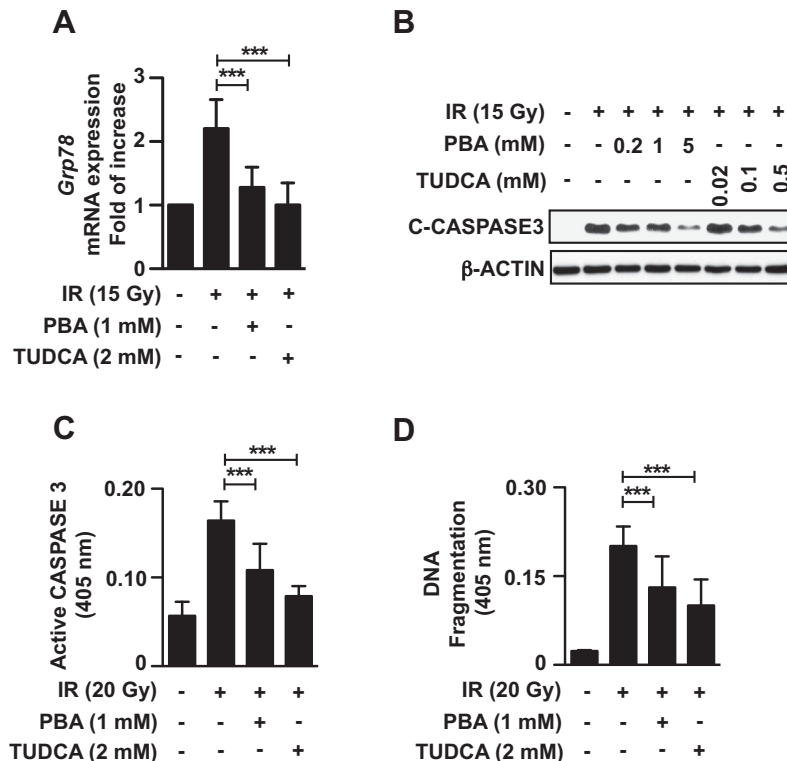 A
***
***
3
2
1
0
Grp78
mRNA expression
Fold of increase
IR (15 Gy) - + + +
PBA (1 mM) - - + -
TUDCA (2 mM) - - - +
B
IR (15 Gy) - + + + + + + +
PBA (mM) - - 0.2 1 5 - - -
TUDCA (mM) - - - - - 0.02 0.1 0.5
C-CASPASE3
β-ACTIN
C
***
***
0.20
0.10
0
Active CASPASE 3
(405 nm)
IR (20 Gy) - + + +
PBA (1 mM) - - + -
TUDCA (2 mM) - - - +
D
***
***
0.30
0.15
0
DNA
Fragmentation
(405 nm)
IR (20 Gy) - + + +
PBA (1 mM) - - + -
TUDCA (2 mM) - - - +